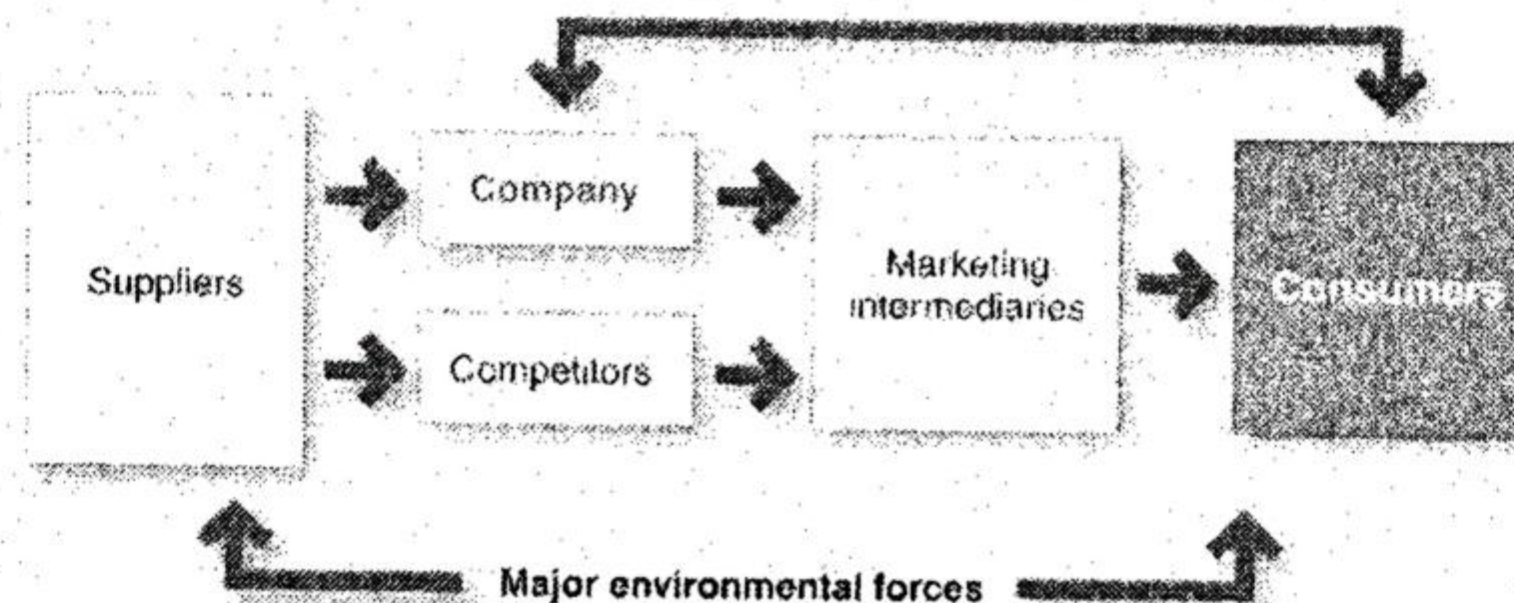 Company
Suppliers
Marketing
intermediaries
Consumers
Competitors
Major environmental forces